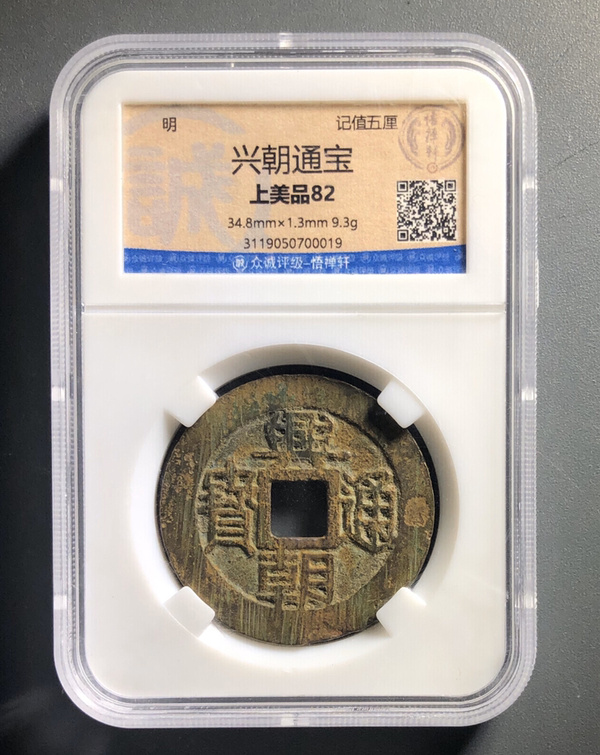 明 记值五厘
兴朝通宝
上美品82
34.8mm×1.3mm 9.3g
3119050700019
众诚评级-悟禅轩
興朝通寶